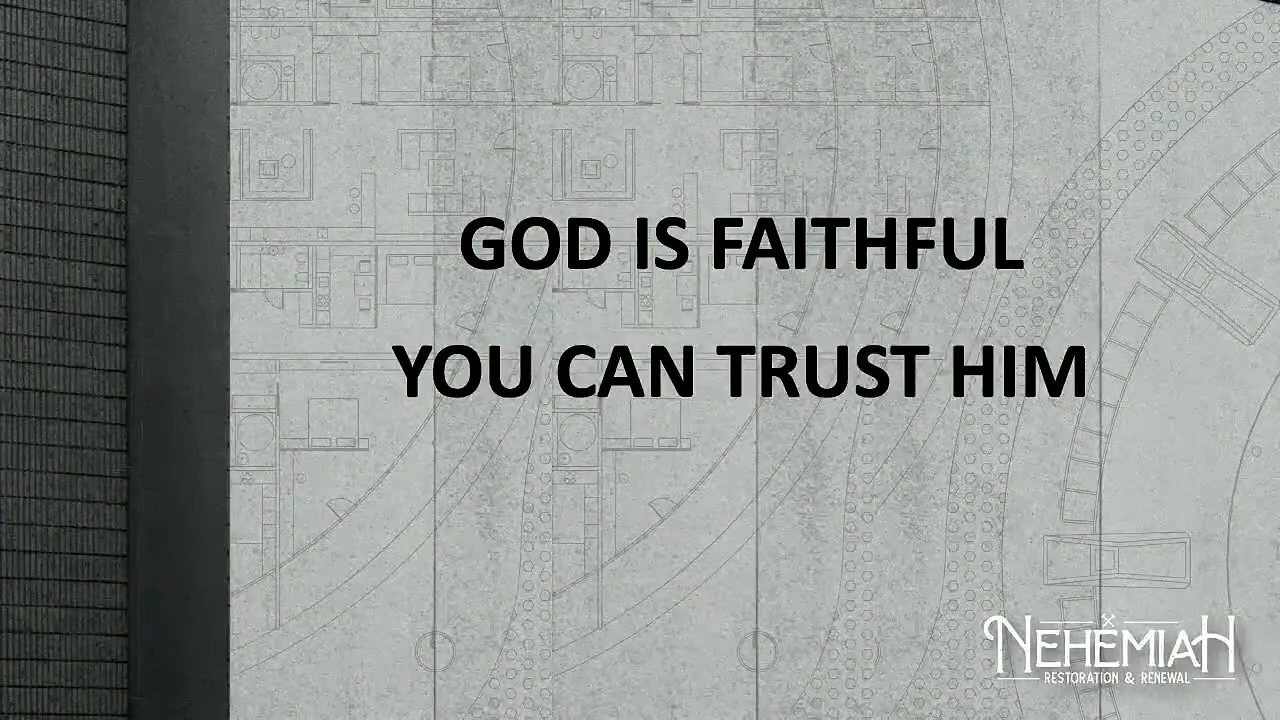 GOD IS FAITHFUL
YOU CAN TRUST HIM
NEHEMIAH
RESTORATION & RENEWAL